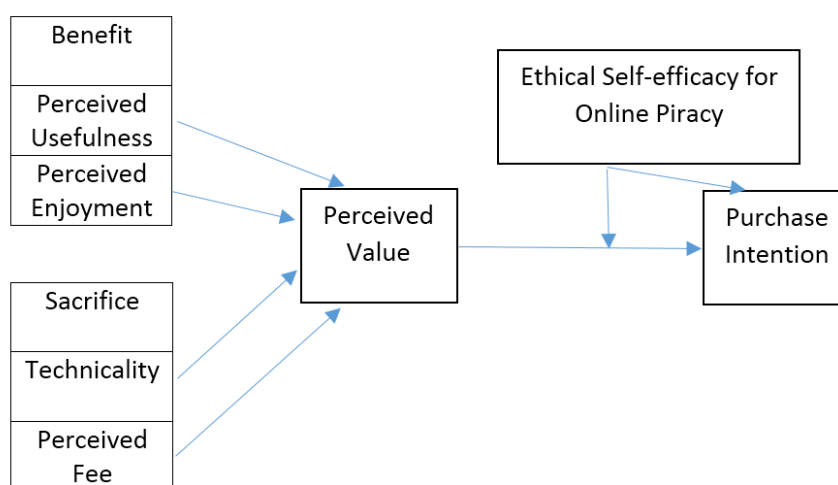 Benefit
Perceived
Usefulness
Perceived
Enjoyment
Sacrifice
Technicality
Perceived
Fee
Perceived
Value
Ethical Self-efficacy for
Online Piracy
Purchase
Intention